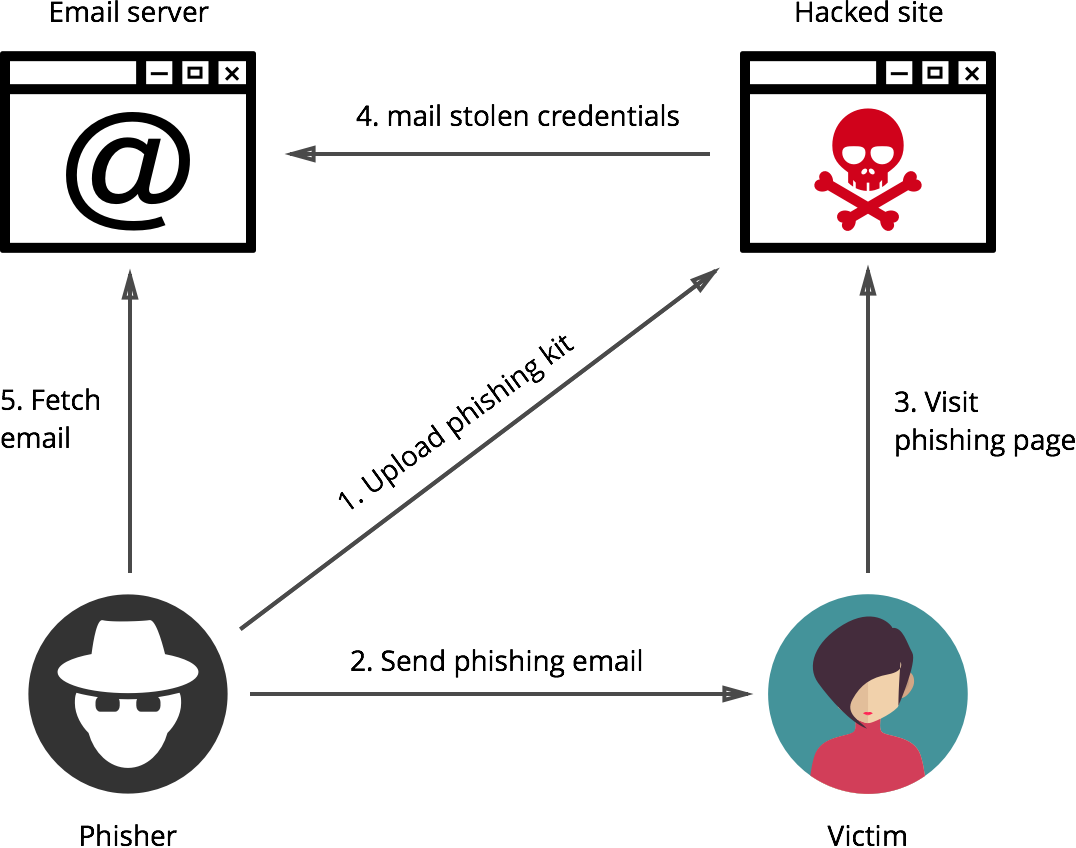 Email server
Hacked site
@
4. mail stolen credentials
1. Upload phishing kit
5. Fetch
email
3. Visit
phishing page
2. Send phishing email
Phisher
Victim